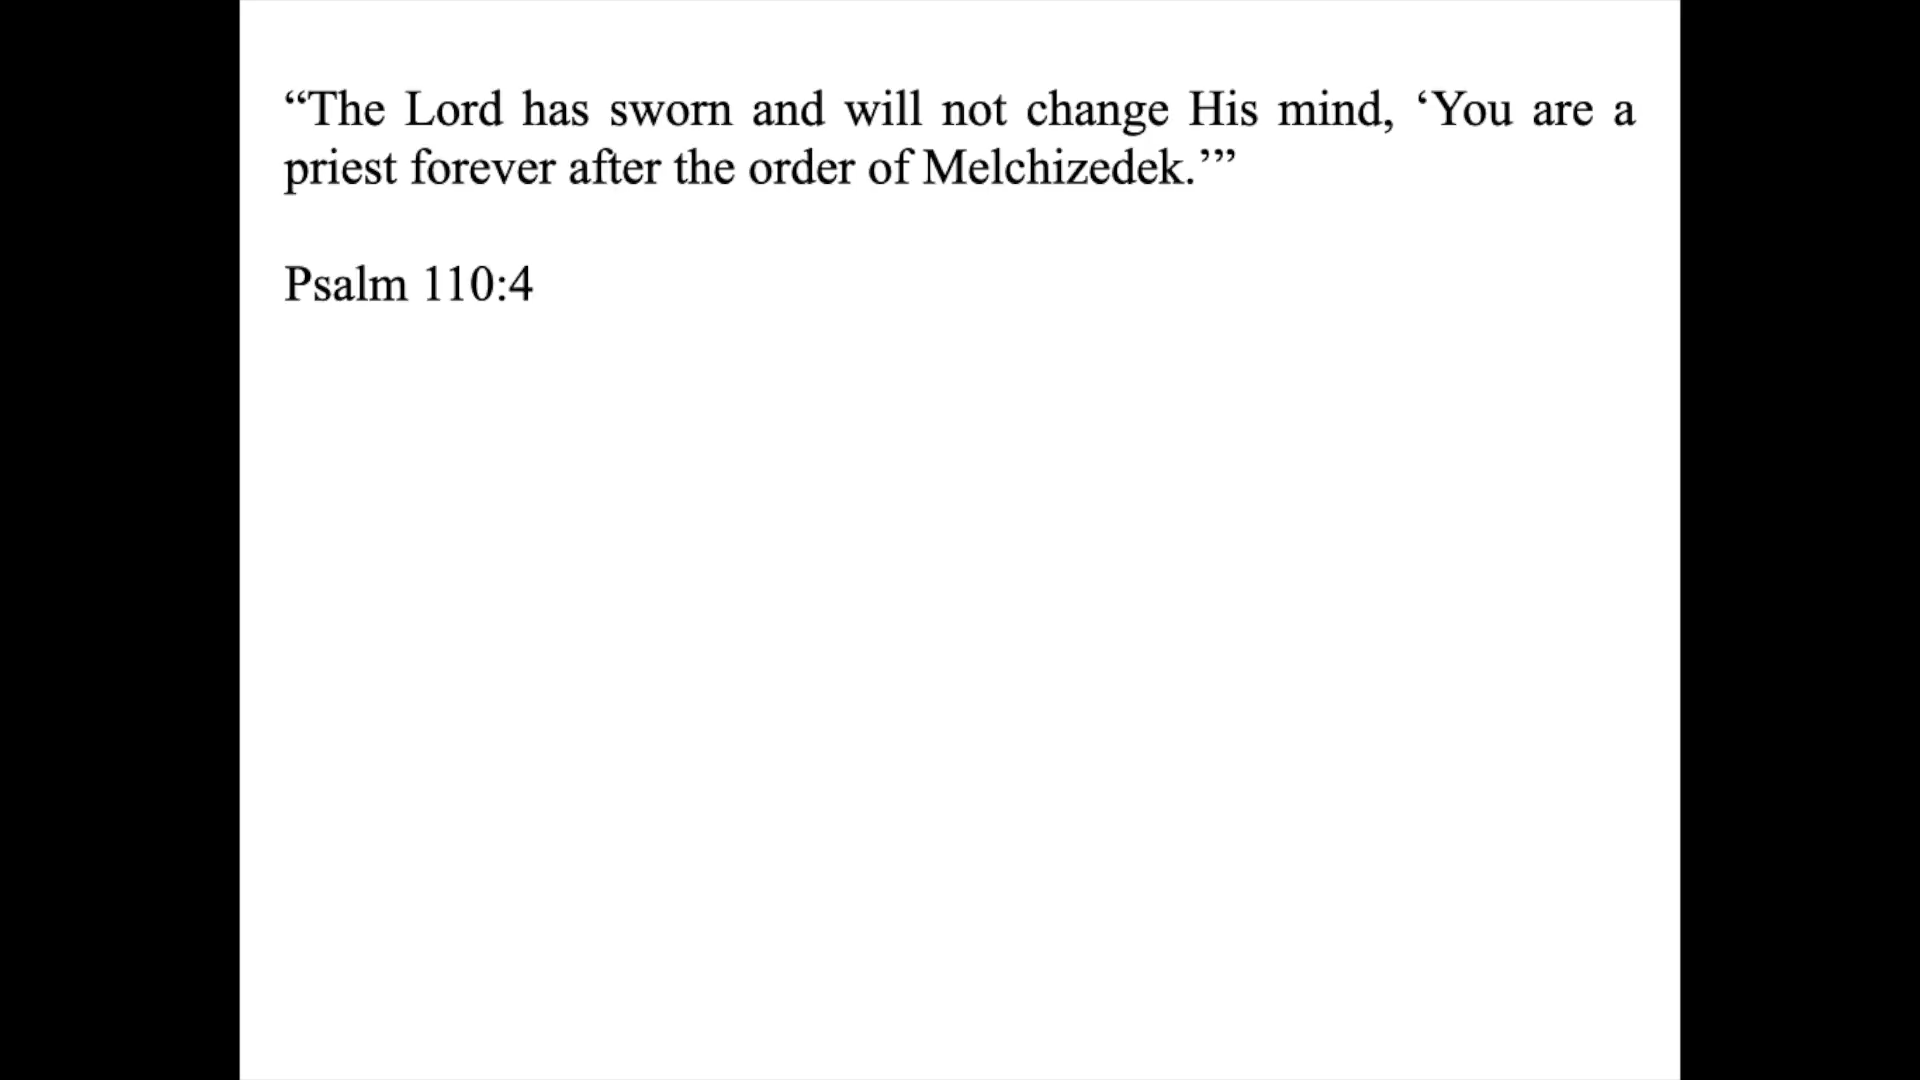 “The Lord has sworn and will not change His mind, ‘You are a
priest forever after the order of Melchizedek.’”
Psalm 110:4